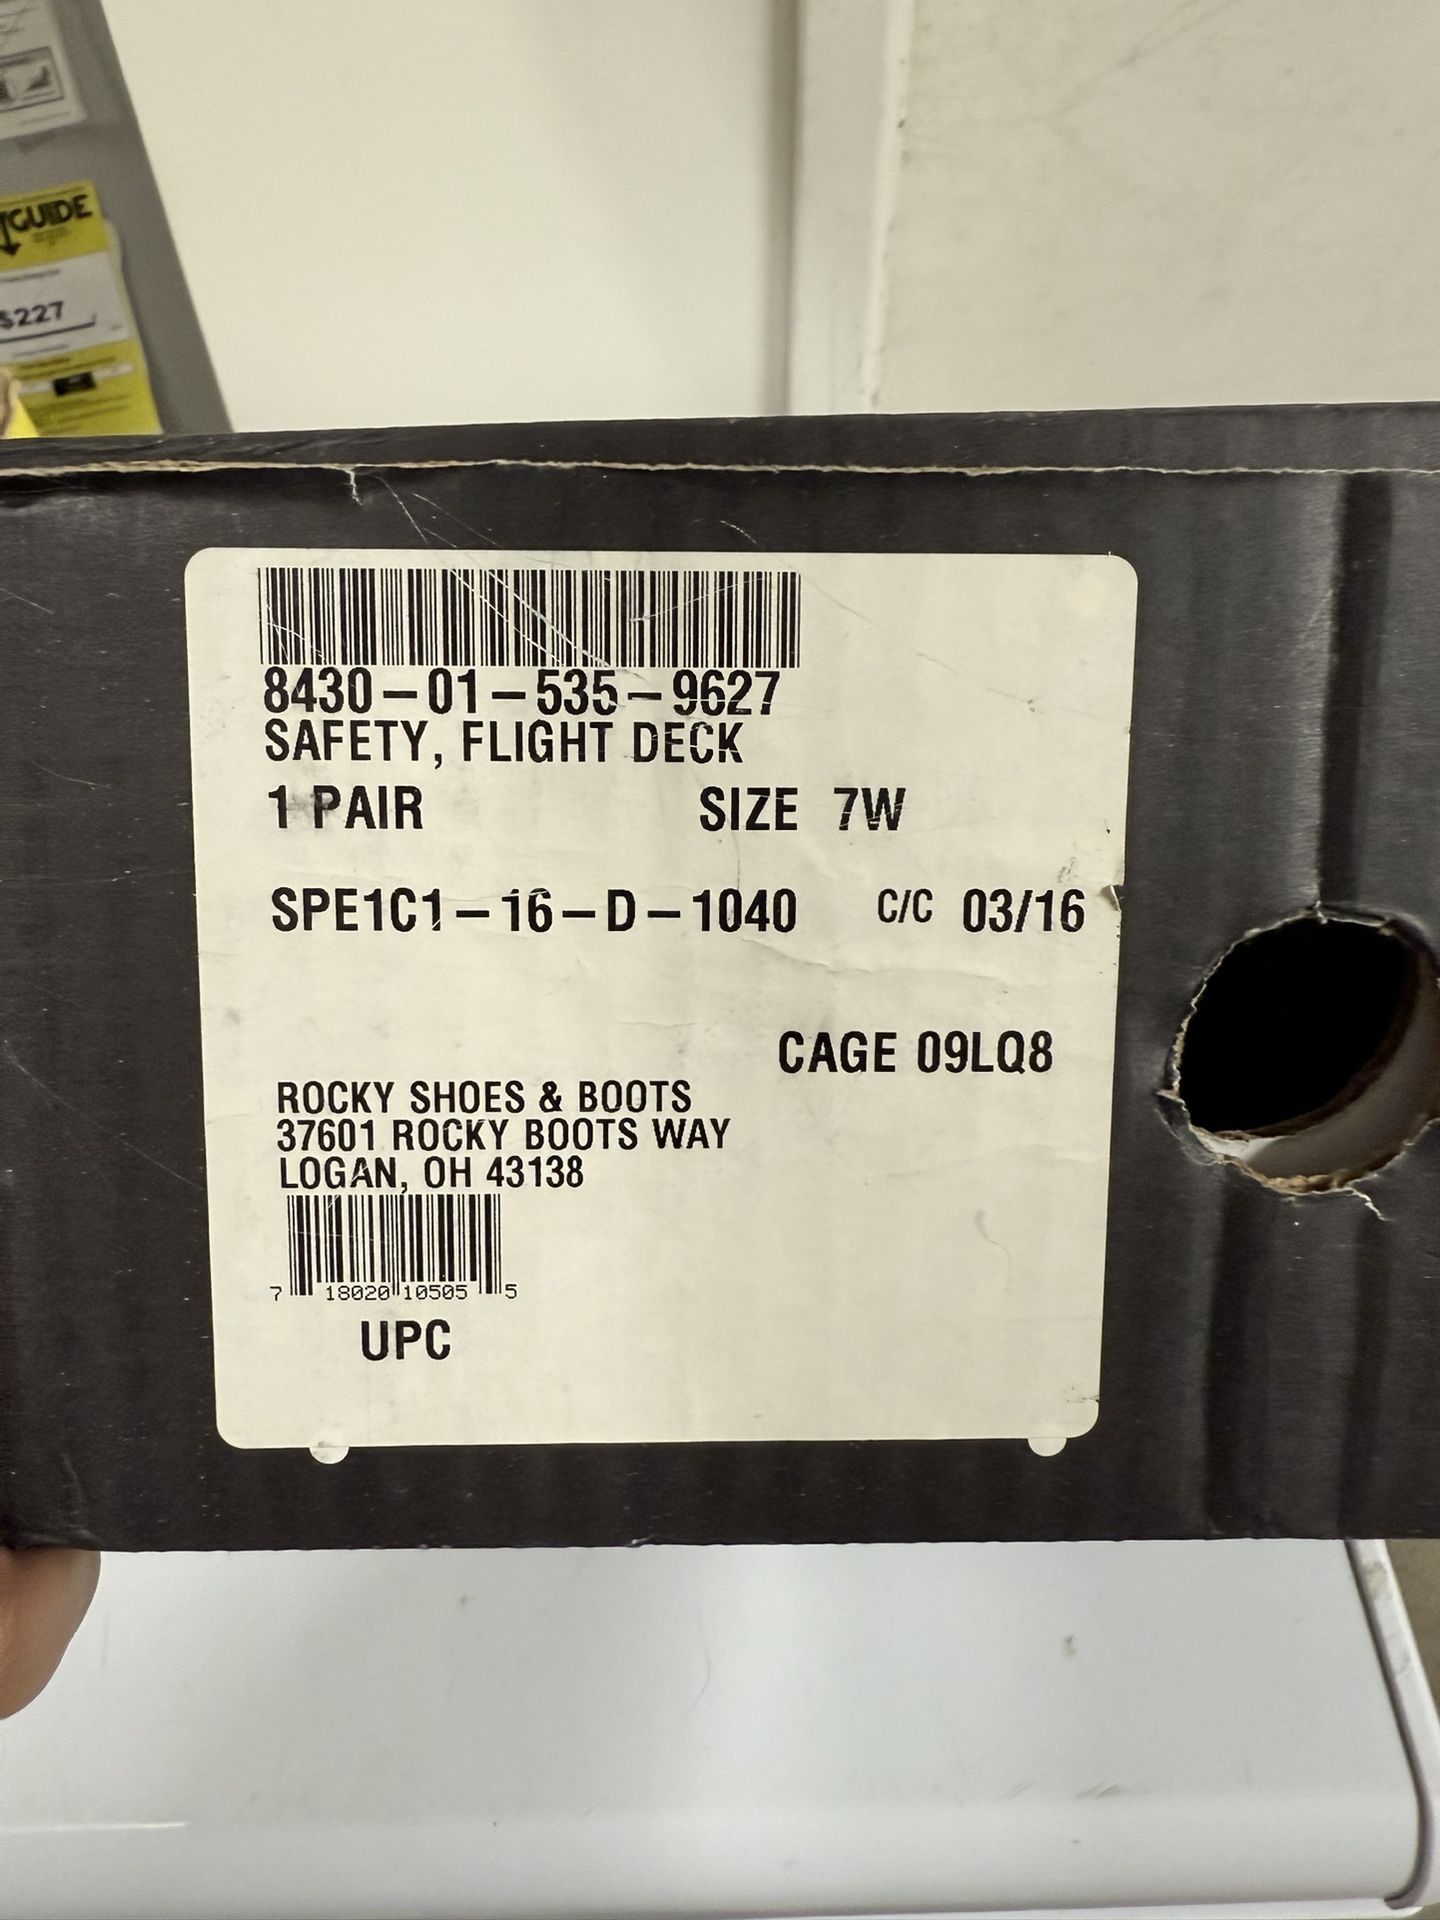 GUIDE
$227
8430-01-535-9627
SAFETY, FLIGHT DECK
1 PAIR SIZE 7W
SPE1C1-16-D-1040 C/C 03/16
CAGE 09LQ8
ROCKY SHOES & BOOTS
37601 ROCKY BOOTS WAY
LOGAN, OH 43138
7 18020 10505 5
UPC